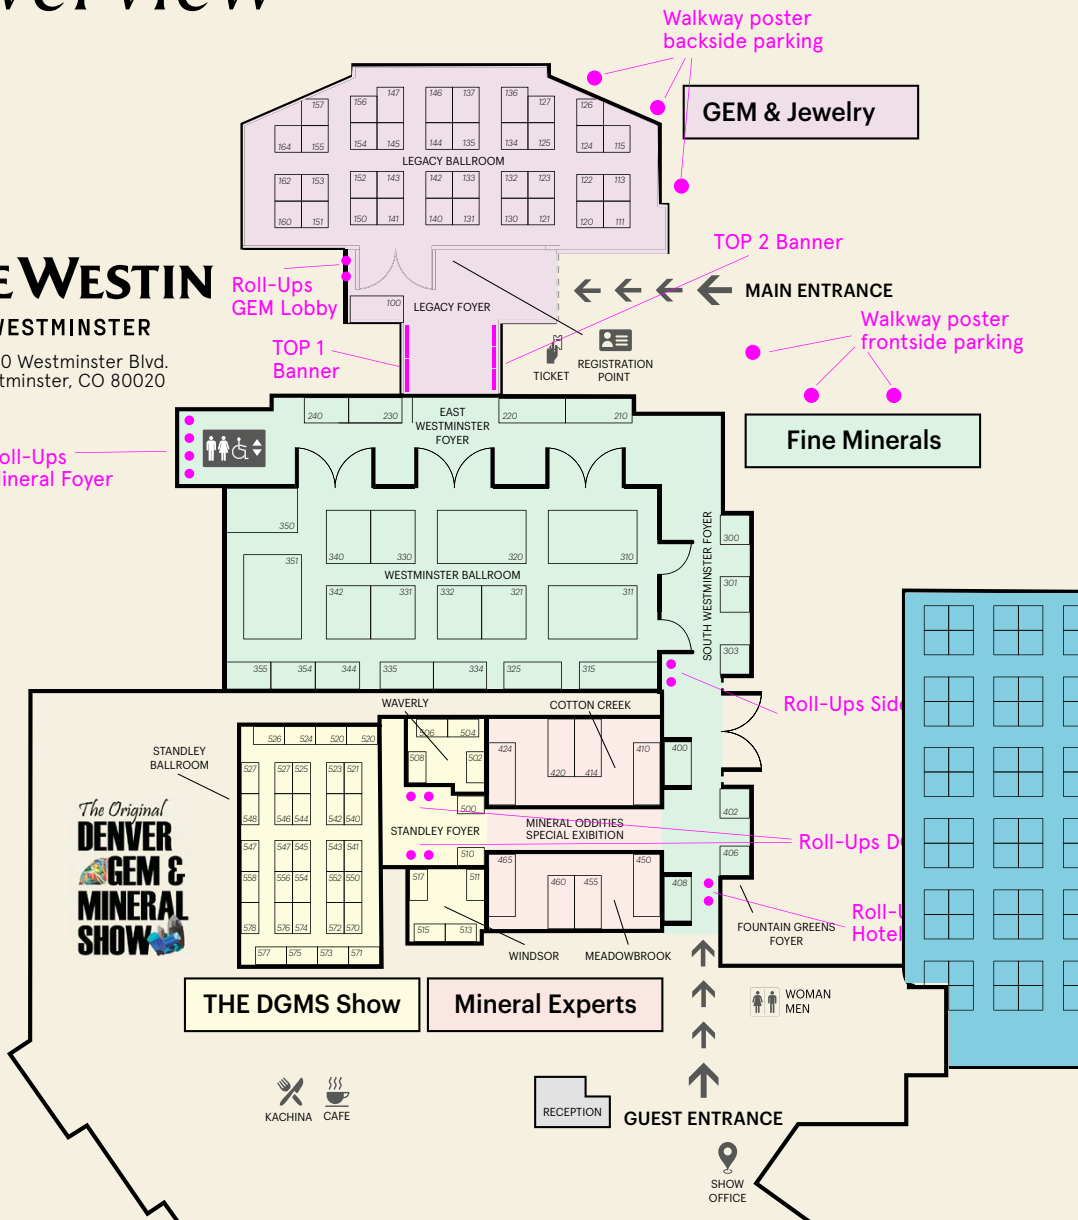 Walkway poster
backside parking
GEM & Jewelry
157
156
147
146
137
136
127
126
164
155
154
145
144
135
134
125
124
115
LEGACY BALLROOM
162
153
152
143
142
133
132
123
122
113
160
151
150
141
140
131
130
121
120
111
TOP 2 Banner
WESTIN
WESTMINSTER
0 Westminster Blvd.
tminster, CO 80020
Roll-Ups
GEM Lobby
100
LEGACY FOYER
MAIN ENTRANCE
TOP 1
Banner
TICKET
REGISTRATION
POINT
Walkway poster
frontside parking
240
230
EAST
WESTMINSTER
FOYER
220
210
Fine Minerals
oll-Ups
ineral Foyer
350
351
340
330
320
310
WESTMINSTER BALLROOM
342
331
332
321
311
355
354
344
335
334
325
315
SOUTH WESTMINSTER FOYER
300
301
303
Roll-Ups Side
WAVERLY
COTTON CREEK
STANDLEY
BALLROOM
526
524
520
520
506
504
508
502
424
420
414
410
400
527
527
525
523
521
548
546
544
542
540
500
402
STANDLEY FOYER
MINERAL ODDITIES
SPECIAL EXIBITION
Roll-Ups D
510
406
547
547
545
543
541
558
556
554
552
550
578
576
574
572
570
577
575
573
571
517
511
515
513
465
460
455
450
408
Roll-U
Hotel
FOUNTAIN GREENS
FOYER
WINDSOR
MEADOWBROOK
The Original
DENVER
GEM &
MINERAL
SHOW
THE DGMS Show
Mineral Experts
WOMAN
MEN
KACHINA
CAFE
RECEPTION
GUEST ENTRANCE
SHOW
OFFICE